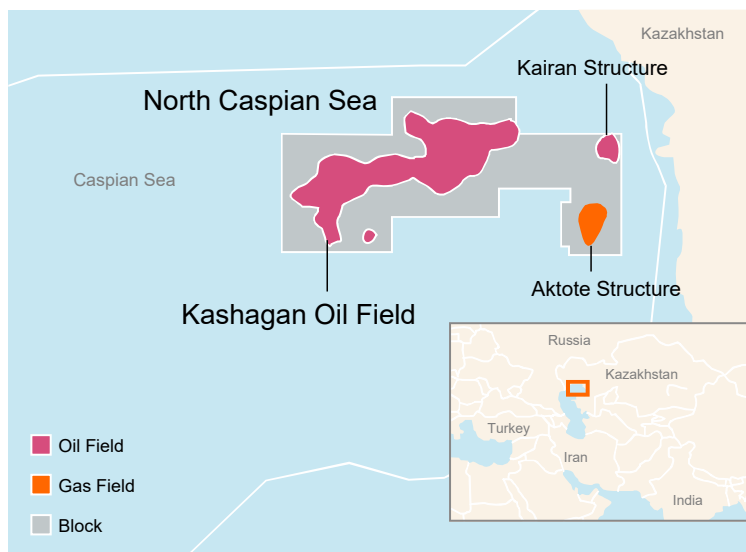 Kazakhstan
Kairan Structure
North Caspian Sea
Caspian Sea
Aktote Structure
Kashagan Oil Field
Russia
Kazakhstan
Turkey
Iran
India
Oil Field
Gas Field
Block